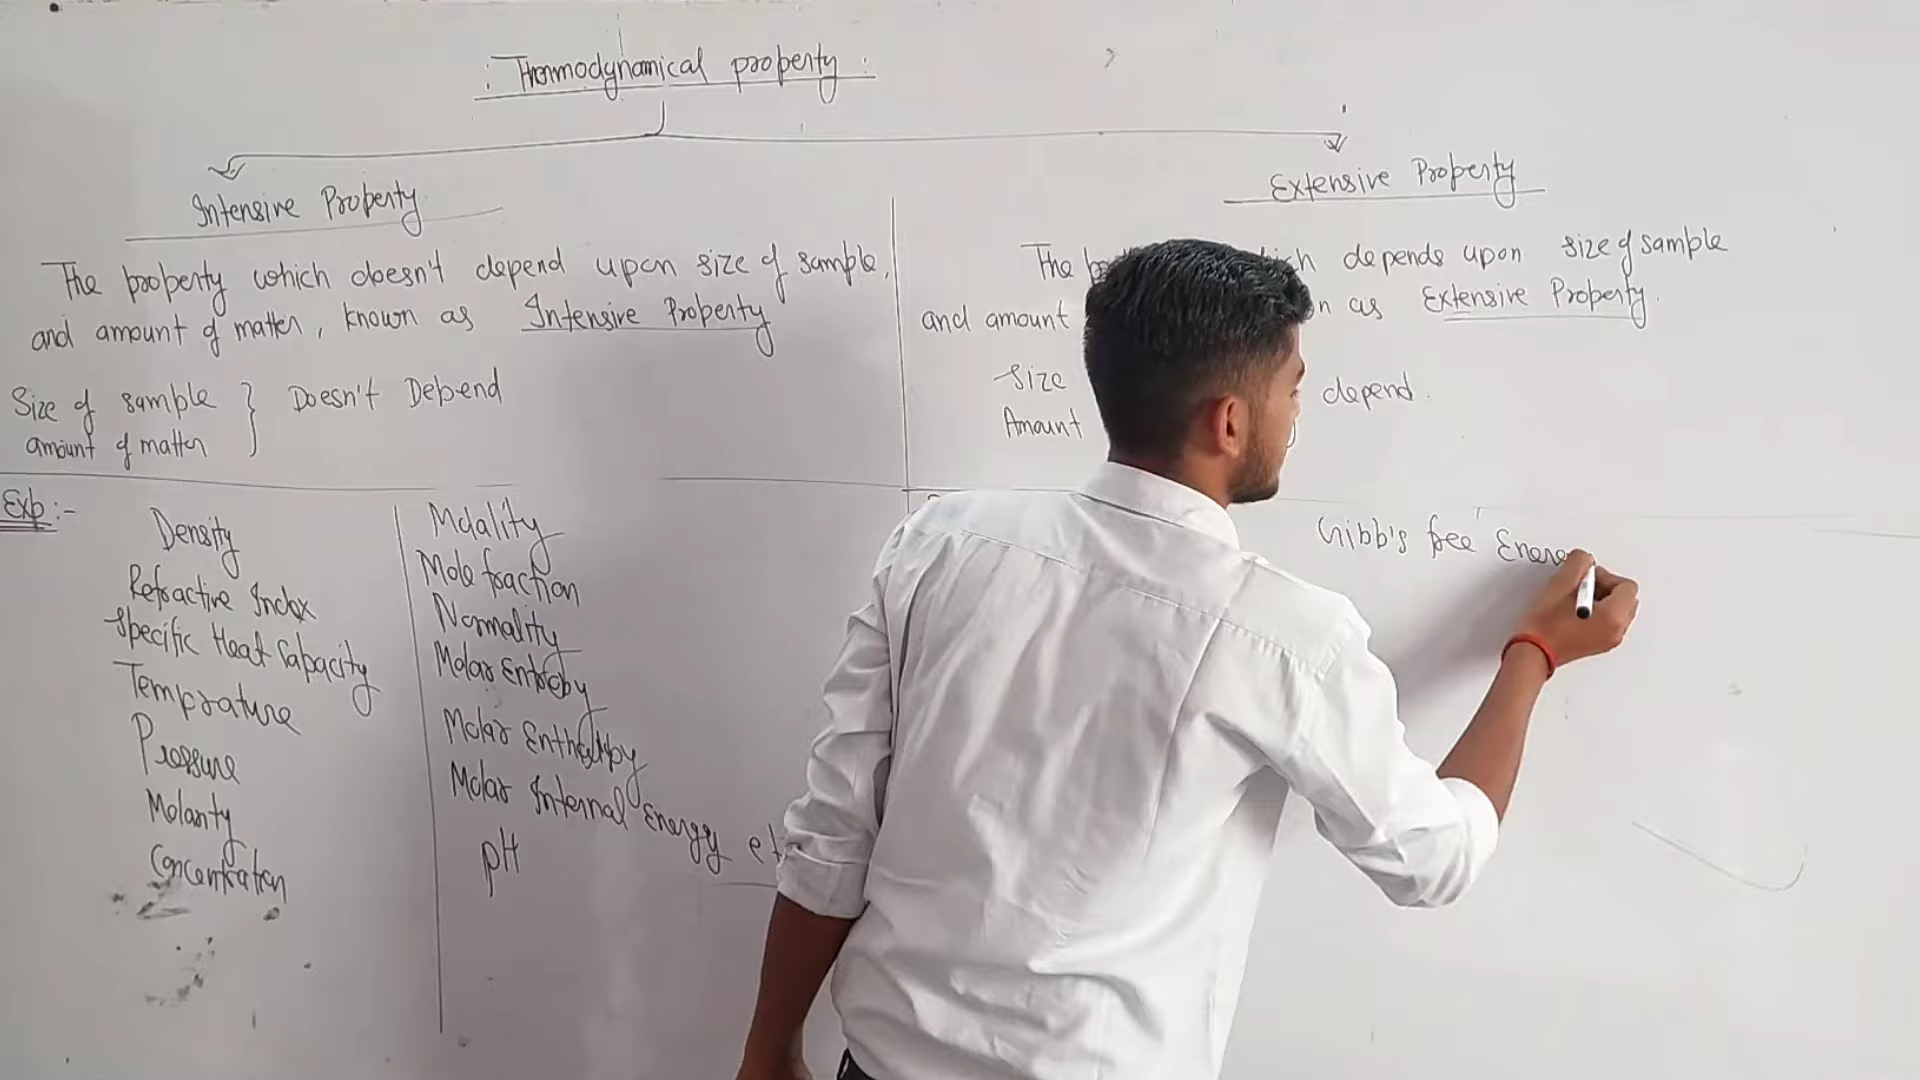 : Thermodynamical property :
Intensive Property
The property which doesn't depend upon size of sample,
and amount of matter, known as Intensive Property
Size of sample } Doesn't Depend
amount of matter
Exp :-
Density
Refractive Index
Specific Heat Capacity
Temprature
Pressure
Molarity
Concentration
Molality
Mole fraction
Normality
Molar Entropy
Molar Enthalpy
Molar Internal Energy
pH
Extensive Property
The depends upon size of sample
and amount as Extensive Property.
Size depend.
Amount
Gibb's free Ener